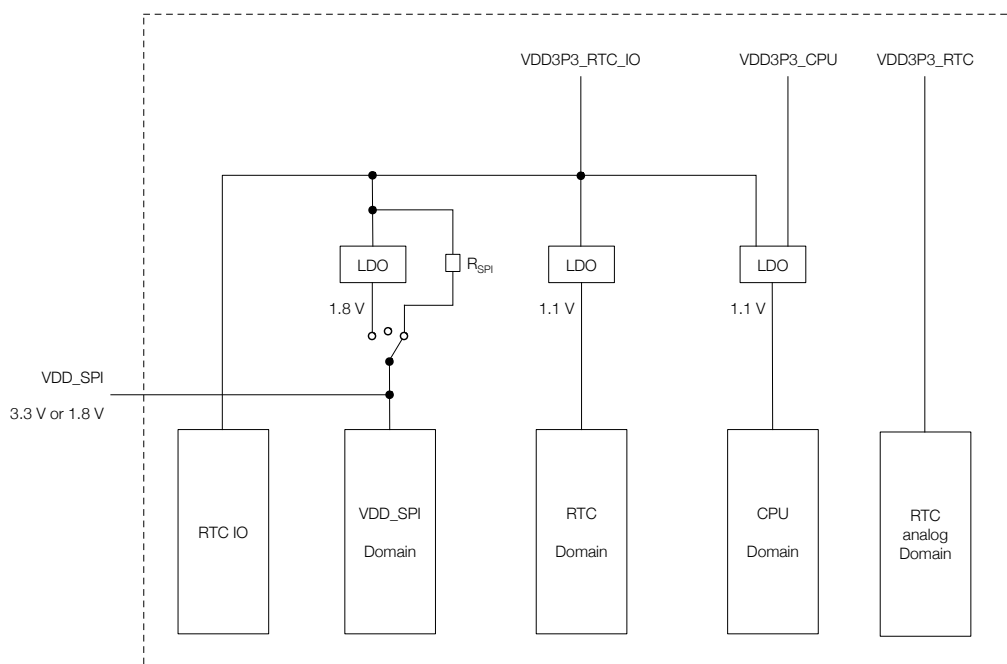 VDD3P3_RTC_IO
VDD3P3_CPU
VDD3P3_RTC
LDO
RSPI
LDO
LDO
1.8 V
1.1 V
1.1 V
VDD_SPI
3.3 V or 1.8 V
RTC IO
VDD_SPI
Domain
RTC
Domain
CPU
Domain
RTC
analog
Domain